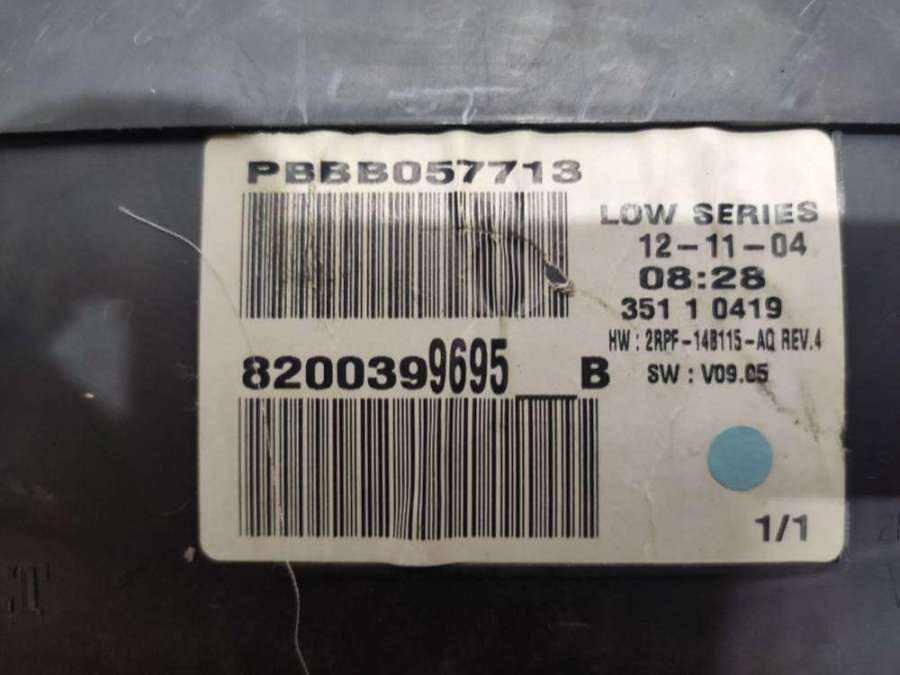 PBBB057713
LOW SERIES
12-11-04
08:28
351 1 0419
HW : 2RPF-14B115-AQ REV.4
8200399695 __ B
SW : V09.05
1/1